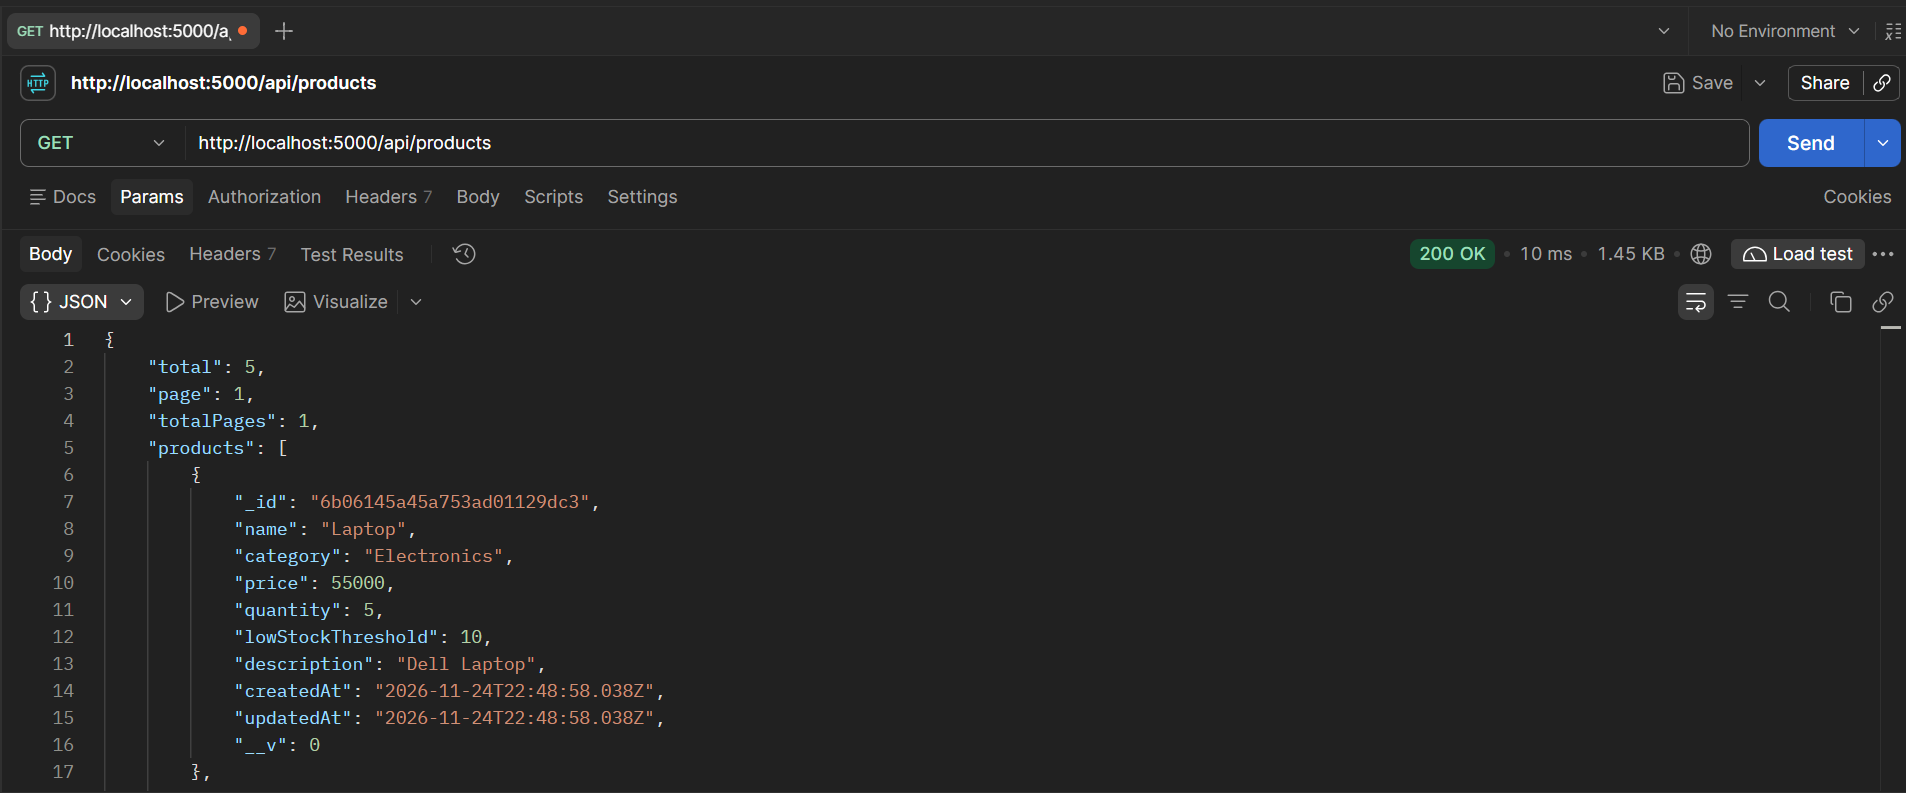 GET http://localhost:5000/a
No Environment
HTTP http://localhost:5000/api/products
Save
Share
GET http://localhost:5000/api/products
Send
Docs Params Authorization Headers 7 Body Scripts Settings
Cookies
Body Cookies Headers 7 Test Results
200 OK • 10 ms • 1.45 KB •
Load test
{ } JSON
Preview
Visualize
1 {
2 "total": 5,
3 "page": 1,
4 "totalPages": 1,
5 "products": [
6 {
7 "_id": "6b06145a45a753ad01129dc3",
8 "name": "Laptop",
9 "category": "Electronics",
10 "price": 55000,
11 "quantity": 5,
12 "lowStockThreshold": 10,
13 "description": "Dell Laptop",
14 "createdAt": "2026-11-24T22:48:58.038Z",
15 "updatedAt": "2026-11-24T22:48:58.038Z",
16 "__v": 0
17 },